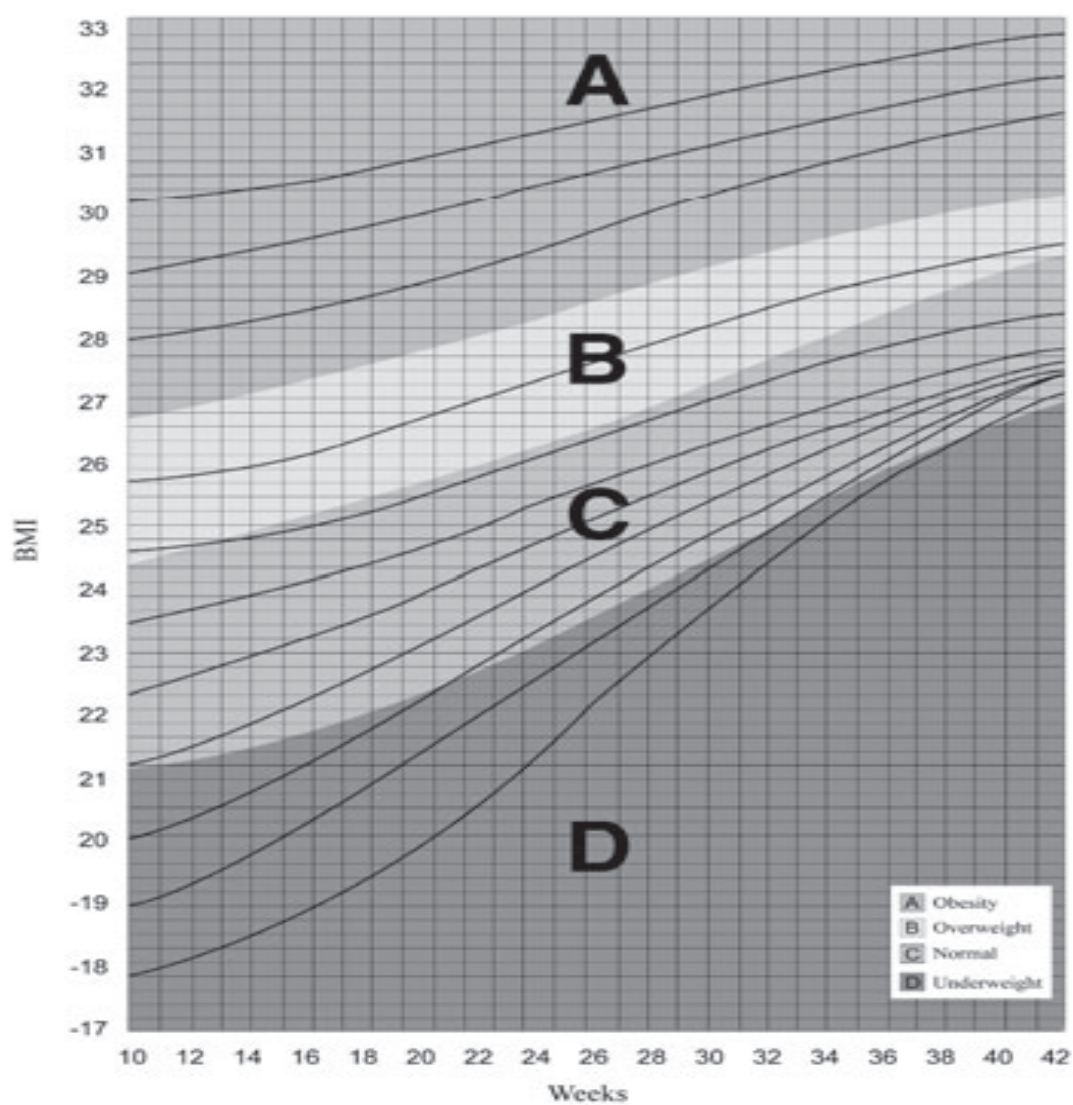 33
32
A
31
30
29
28
B
27
26
25
C
BMI
24
23
22
21
20
D
-19
A Obesity
B Overweight
C Normal
-18
D Underweight
-17
10 12 14 16 18 20 22 24 26 28 30 32 34 36 38 40 42
Weeks